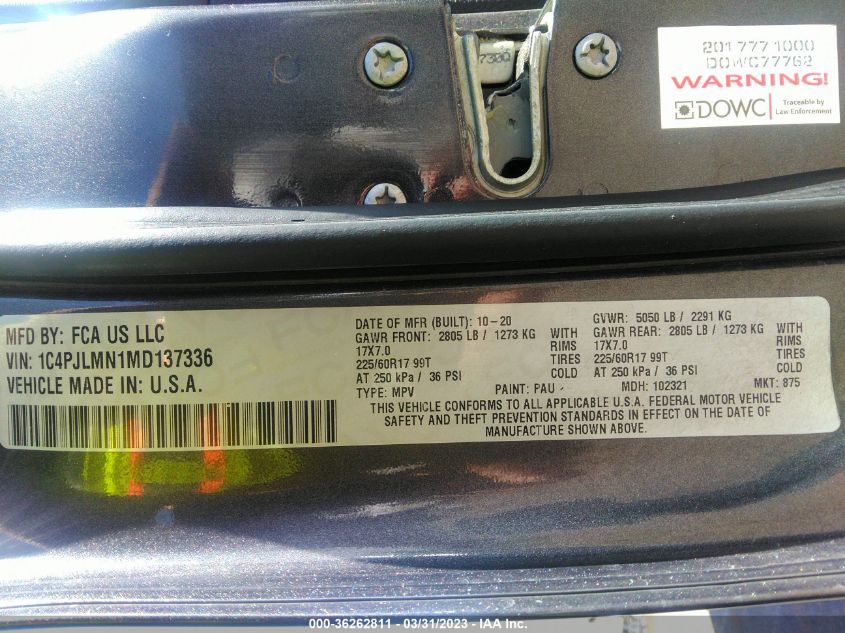 730Q
201 777 1000
DOWC77762
WARNING!
DOWC
Traceable by
Law Enforcement
MFD BY: FCA US LLC
VIN: 1C4PJLMN1MD137336
VEHICLE MADE IN: U.S.A.
DATE OF MFR (BUILT): 10-20
GAWR FRONT: 2805 LB / 1273 KG WITH
17X7.0 RIMS
225/60R17 99T TIRES
AT 250 kPa / 36 PSI COLD
TYPE: MPV
GVWR: 5050 LB / 2291 KG
GAWR REAR: 2805 LB / 1273 KG WITH
17X7.0 RIMS
225/60R17 99T TIRES
AT 250 kPa / 36 PSI COLD
PAINT: PAU MDH: 102321 MKT: 875
THIS VEHICLE CONFORMS TO ALL APPLICABLE U.S.A. FEDERAL MOTOR VEHICLE
SAFETY AND THEFT PREVENTION STANDARDS IN EFFECT ON THE DATE OF
MANUFACTURE SHOWN ABOVE.
000-36262811 - 03/31/2023 - IAA Inc.